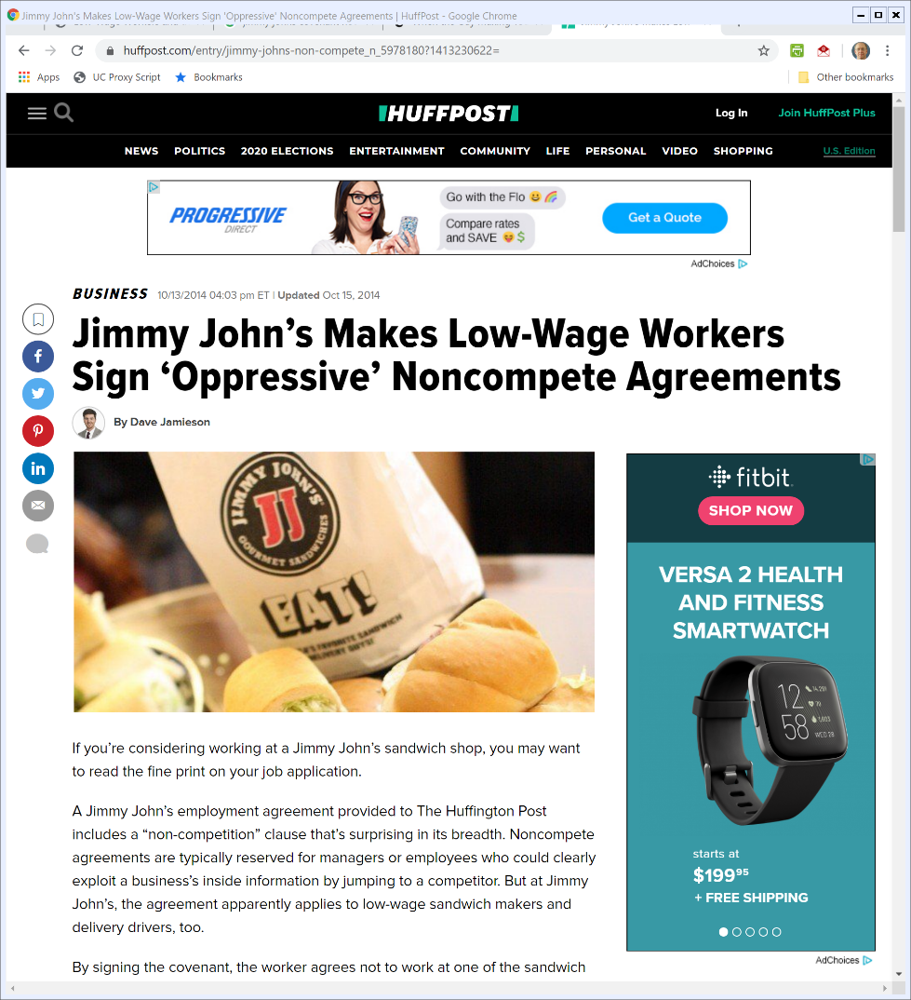 Jimmy John's Makes Low-Wage Workers Sign 'Oppressive' Noncompete Agreements | HuffPost - Google Chrome
huffpost.com/entry/jimmy-johns-non-compete_n_5978180?1413230622=
Apps UC Proxy Script Bookmarks Other bookmarks
HUFFPOST Log In Join HuffPost Plus
NEWS POLITICS 2020 ELECTIONS ENTERTAINMENT COMMUNITY LIFE PERSONAL VIDEO SHOPPING U.S. Edition
PROGRESSIVE
DIRECT
Go with the Flo
Compare rates
and SAVE
Get a Quote
AdChoices
BUSINESS 10/13/2014 04:03 pm ET | Updated Oct 15, 2014
Jimmy John’s Makes Low-Wage Workers
Sign ‘Oppressive’ Noncompete Agreements
By Dave Jamieson
JIMMY JOHN'S
JJ
GOURMET SANDWICHES
EAT!
FAVORITE SANDWICH
DELIVERY GUYS!
If you’re considering working at a Jimmy John’s sandwich shop, you may want
to read the fine print on your job application.
A Jimmy John’s employment agreement provided to The Huffington Post
includes a “non-competition” clause that’s surprising in its breadth. Noncompete
agreements are typically reserved for managers or employees who could clearly
exploit a business’s inside information by jumping to a competitor. But at Jimmy
John’s, the agreement apparently applies to low-wage sandwich makers and
delivery drivers, too.
By signing the covenant, the worker agrees not to work at one of the sandwich
fitbit
SHOP NOW
VERSA 2 HEALTH
AND FITNESS
SMARTWATCH
12
58
WED 28
starts at
$199⁹⁵
+ FREE SHIPPING
AdChoices